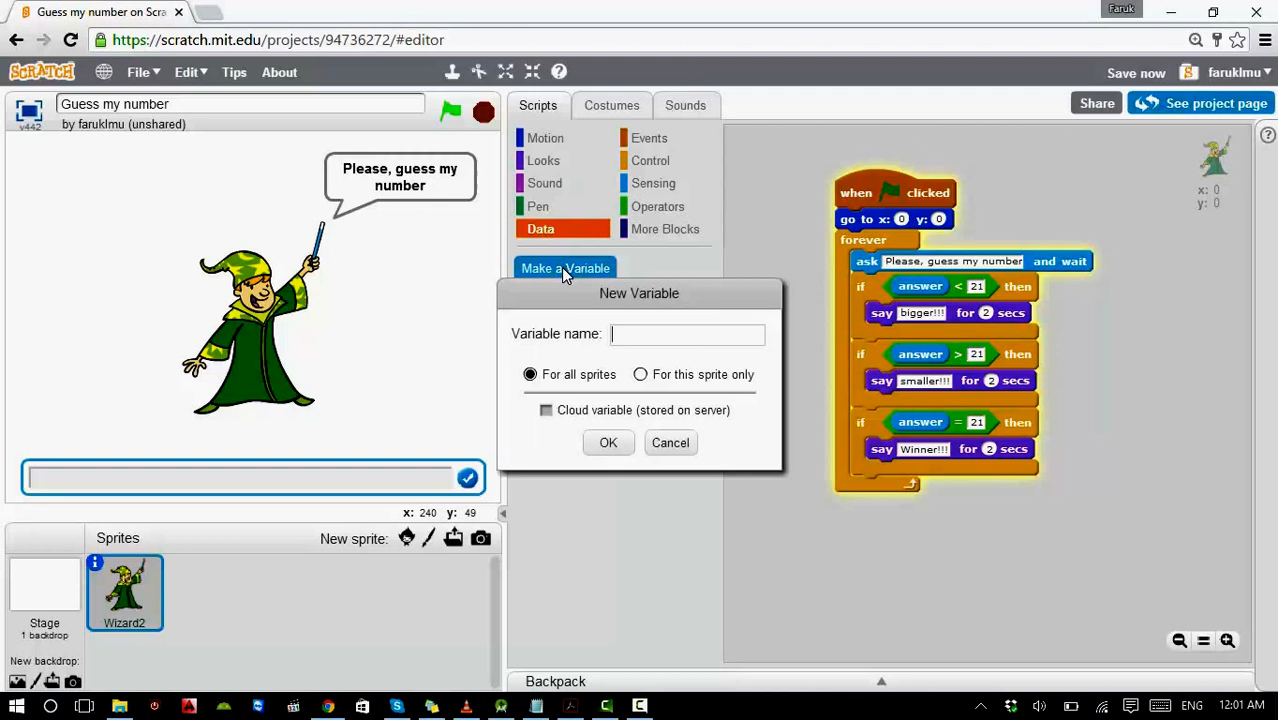 Guess my number on Scra
Faruk
https://scratch.mit.edu/projects/94736272/#editor
SCRATCH
File
Edit
Tips
About
Save now
faruklmu
v442
Guess my number
by faruklmu (unshared)
Scripts
Costumes
Sounds
Share
See project page
Please, guess my
number
Motion
Events
Looks
Control
Sound
Sensing
Pen
Operators
Data
More Blocks
Make a Variable
New Variable
Variable name:
For all sprites
For this sprite only
Cloud variable (stored on server)
OK
Cancel
x: 0
y: 0
when clicked
go to x: 0 y: 0
forever
ask Please, guess my number and wait
if answer < 21 then
say bigger!!! for 2 secs
if answer > 21 then
say smaller!!! for 2 secs
if answer = 21 then
say Winner!!! for 2 secs
x: 240 y: 49
Sprites
New sprite:
Stage
1 backdrop
New backdrop:
Wizard2
Backpack
ENG
12:01 AM